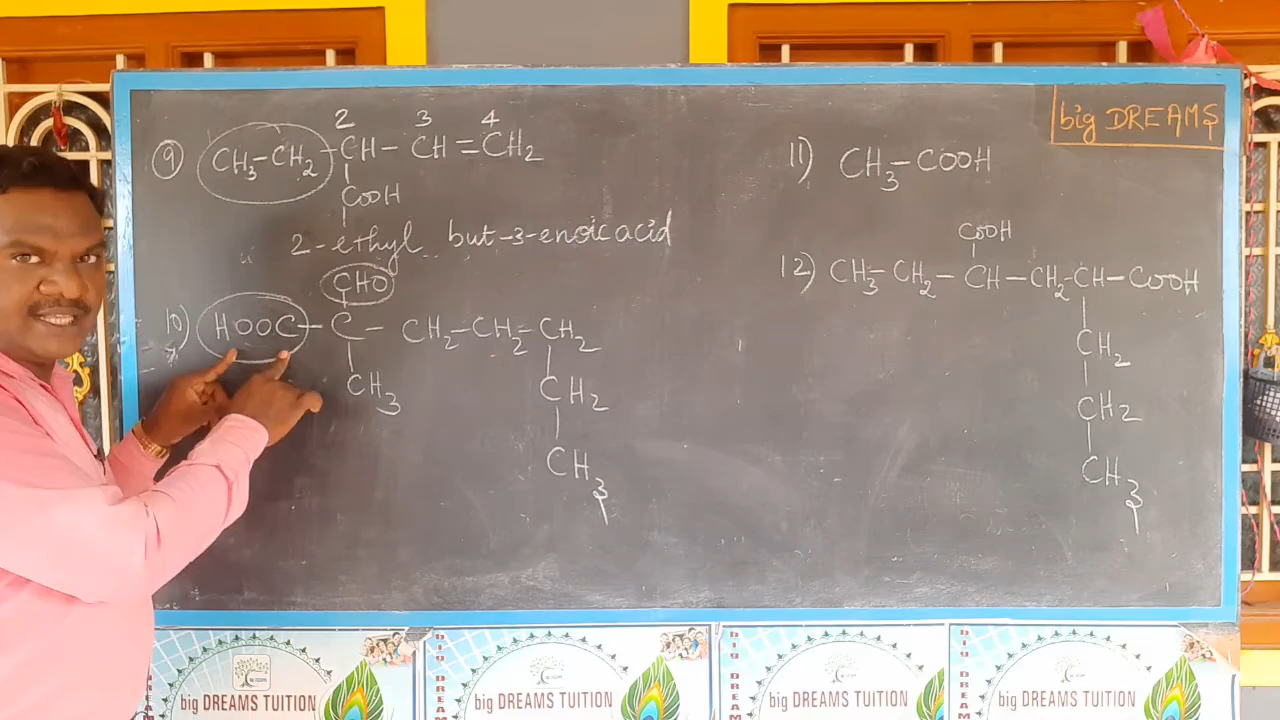 big DREAMS
2 3 4
9 CH3-CH2-CH-CH=CH2
COOH
2-ethyl but-3-enoic acid
CHO
10) HOOC-C-CH2-CH2=CH2
CH3
CH2
CH3
11) CH3-COOH
COOH
12) CH3-CH2-CH-CH2-CH-COOH
CH2
CH2
CH3
big DREAMS TUITION
big DREAMS TUITION
big DREAMS TUITION
big DREAMS TUITION